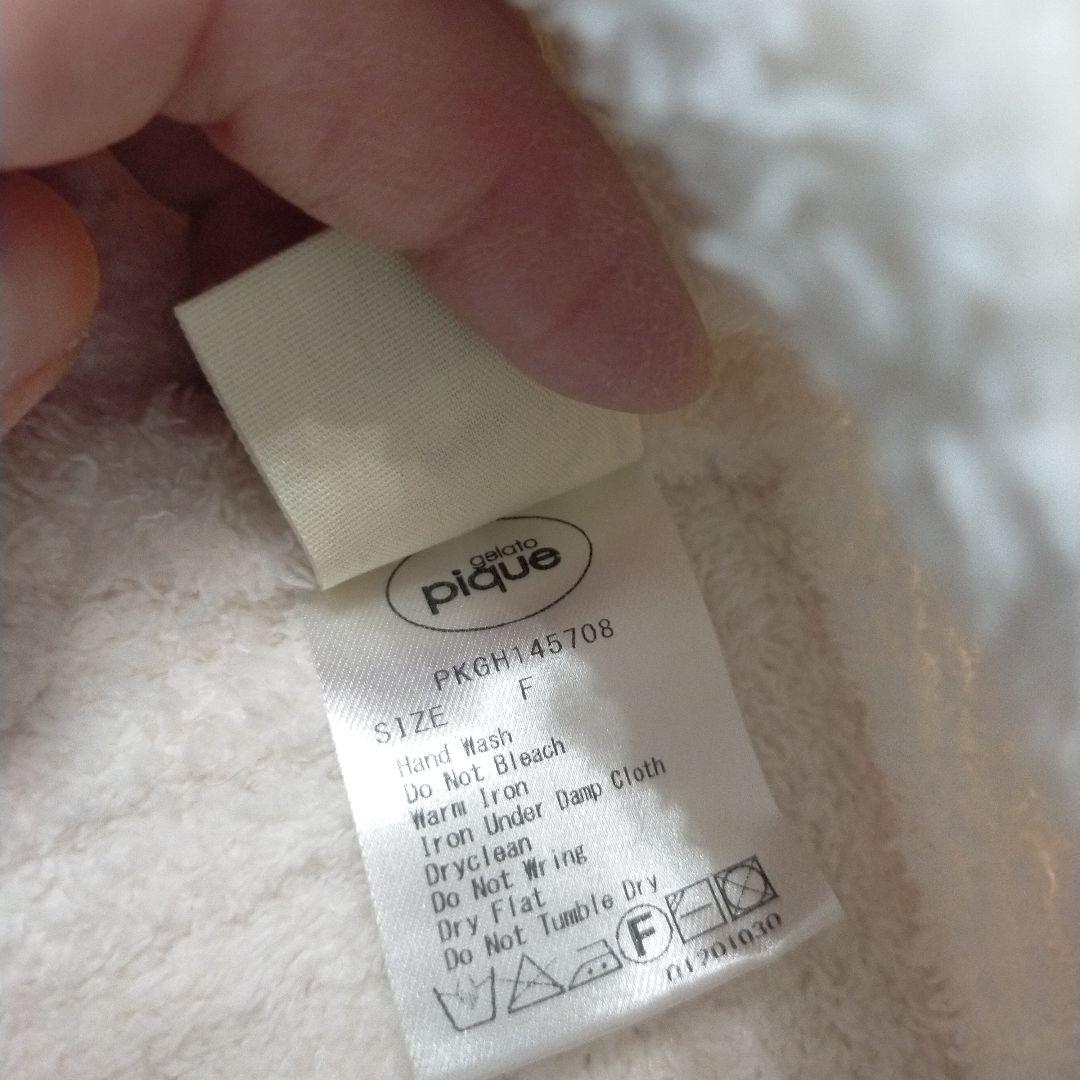 gelato
pique
PKGH145708
SIZE F
Hand Wash
Do Not Bleach
Warm Iron
Iron Under Damp Cloth
Dryclean
Do Not Wring
Dry Flat
Do Not Tumble Dry
F
01201030